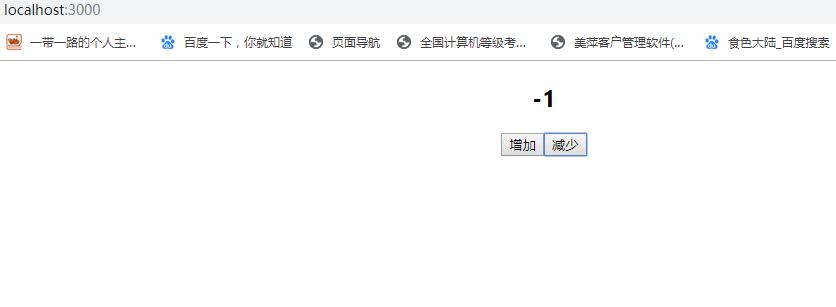 localhost:3000
一带一路的个人主... 百度一下，你就知道 页面导航 全国计算机等级考... 美萍客户管理软件(... 食色大陆_百度搜索
-1
增加 减少